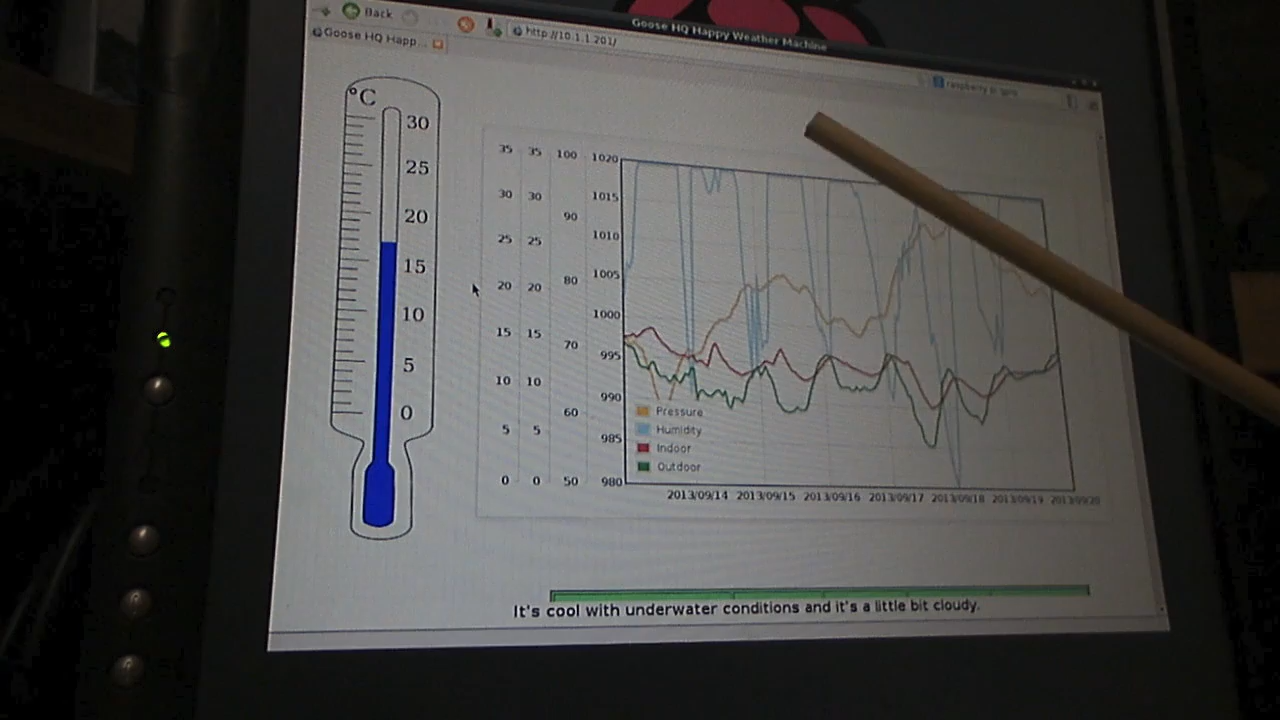 Goose HQ Happy Weather Machine
Back
http://10.1.1.201/
Goose HQ Happ...
°C
30
25
20
15
10
5
0
35 35 100 1020
1015
30 30
90
1010
25 25
1005
20 20 80
1000
15 15 70
995
10 10
990
60
5 5
985
0 0 50 980
Pressure
Humidity
Indoor
Outdoor
2013/09/14 2013/09/15 2013/09/16 2013/09/17 2013/09/18 2013/09/19 2013/09/20
It's cool with underwater conditions and it's a little bit cloudy.